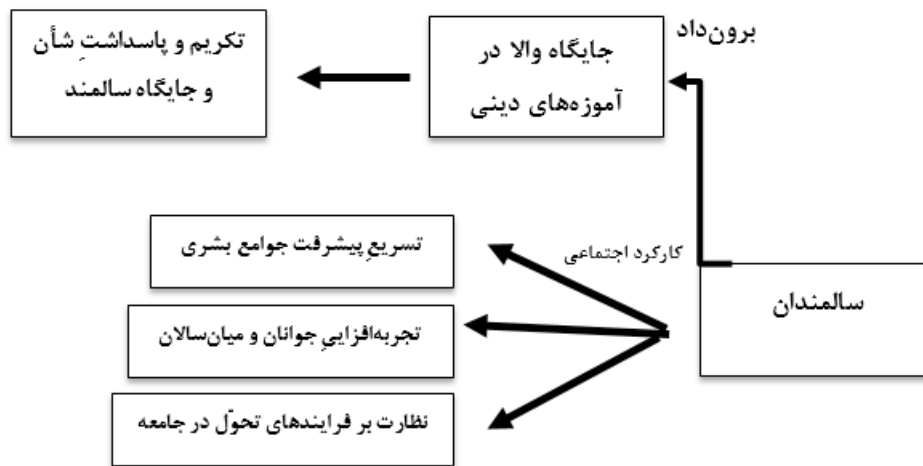 برون‌داد
جایگاه والا در
آموزه‌های دینی
تکریم و پاسداشتِ شأن
و جایگاه سالمند
سالمندان
کارکرد اجتماعی
تسریعِ پیشرفت جوامع بشری
تجربه‌افزاییِ جوانان و میان‌سالان
نظارت بر فرایندهای تحوّل در جامعه